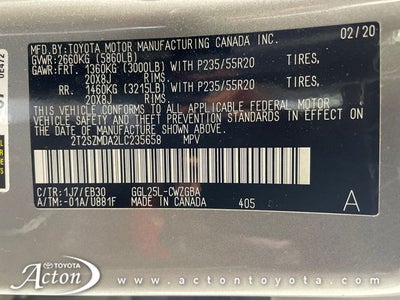 MFD.BY:TOYOTA MOTOR MANUFACTURING CANADA INC. 02/20
GVWR:2660KG (5860LB)
GAWR:FRT. 1360KG (3000LB)WITH P235/55R20 TIRES,
20X8J RIMS
RR. 1460KG (3215LB)WITH P235/55R20 TIRES,
20X8J RIMS
THIS VEHICLE CONFORMS TO ALL APPLICABLE FEDERAL MOTOR
VEHICLE SAFETY STANDARDS IN EFFECT ON THE DATE OF
MANUFACTURE SHOWN ABOVE.
2T2SZMDA2LC235658 MPV
C/TR:1J7/EB30 GGL25L-CWZGBA
A/TM:-01A/U881F MADE IN CANADA 405 A
0E472
TOYOTA
Acton
www.actontoyota.com